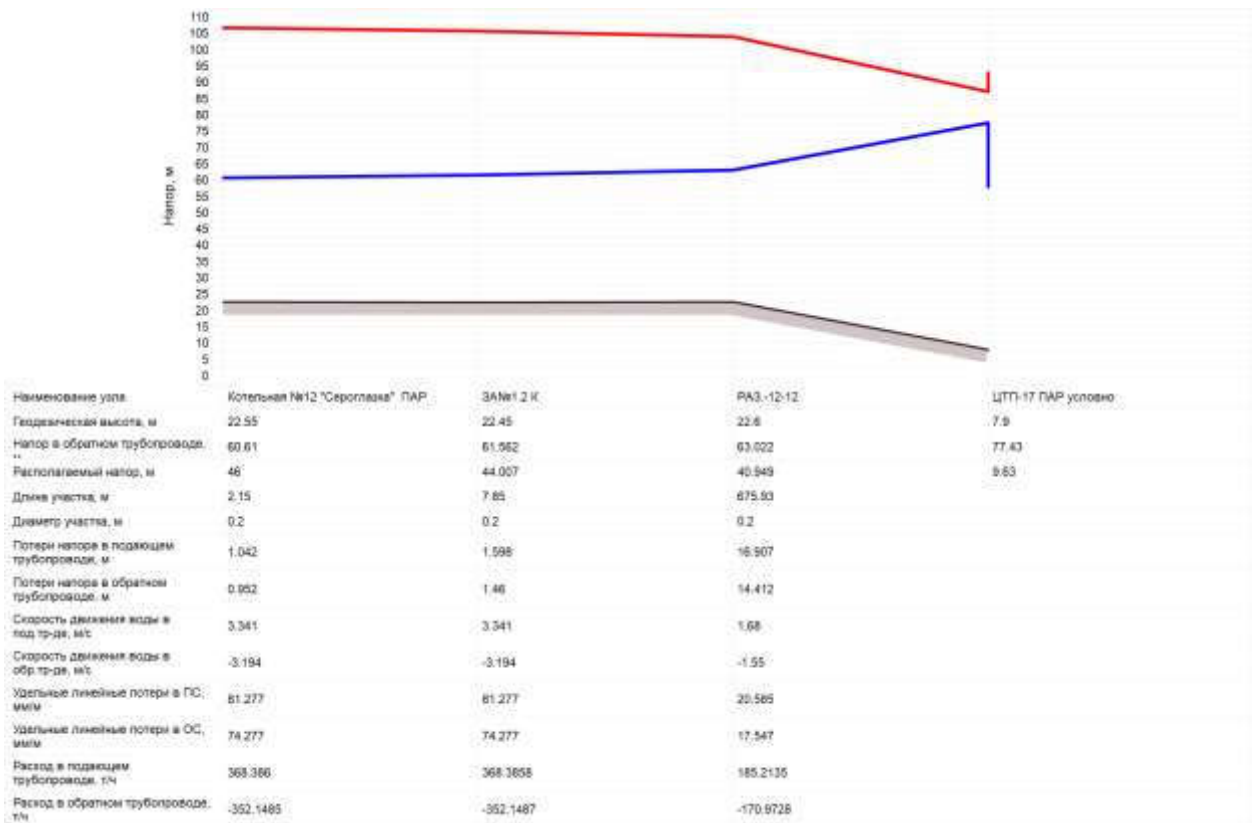 110
105
100
95
90
85
80
75
70
65
60
55
50
45
40
35
30
25
20
15
10
5
0
Напор, м
Наименование узла Котельная №12 "Сероглазка" ПАР ЗА№1.2 К РАЗ.-12-12 ЦТП-17 ПАР условно
Геодезическая высота, м 22.55 22.45 22.6 7.9
Напор в обратном трубопроводе, 60.61 61.562 63.022 77.43
Располагаемый напор, м 46 44.007 40.949 9.63
Длина участка, м 2.15 7.85 675.93
Диаметр участка, м 0.2 0.2 0.2
Потери напора в подающем
трубопроводе, м 1.042 1.598 16.907
Потери напора в обратном
трубопроводе, м 0.952 1.46 14.412
Скорость движения воды в
под.тр-де, м/с 3.341 3.341 1.68
Скорость движения воды в
обр.тр-де, м/с -3.194 -3.194 -1.55
Удельные линейные потери в ПС,
мм/м 81.277 81.277 20.585
Удельные линейные потери в ОС,
мм/м 74.277 74.277 17.547
Расход в подающем
трубопроводе, т/ч 368.386 368.3858 185.2135
Расход в обратном трубопроводе,
т/ч -352.1485 -352.1487 -170.9728